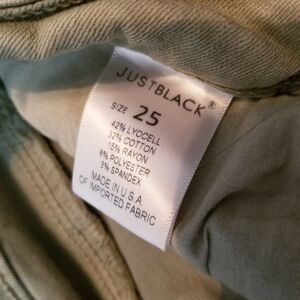 JUSTBLACK®
SIZE 25
42% LYOCELL
32% COTTON
15% RAYON
8% POLYESTER
3% SPANDEX
MADE IN U.S.A
OF IMPORTED FABRIC